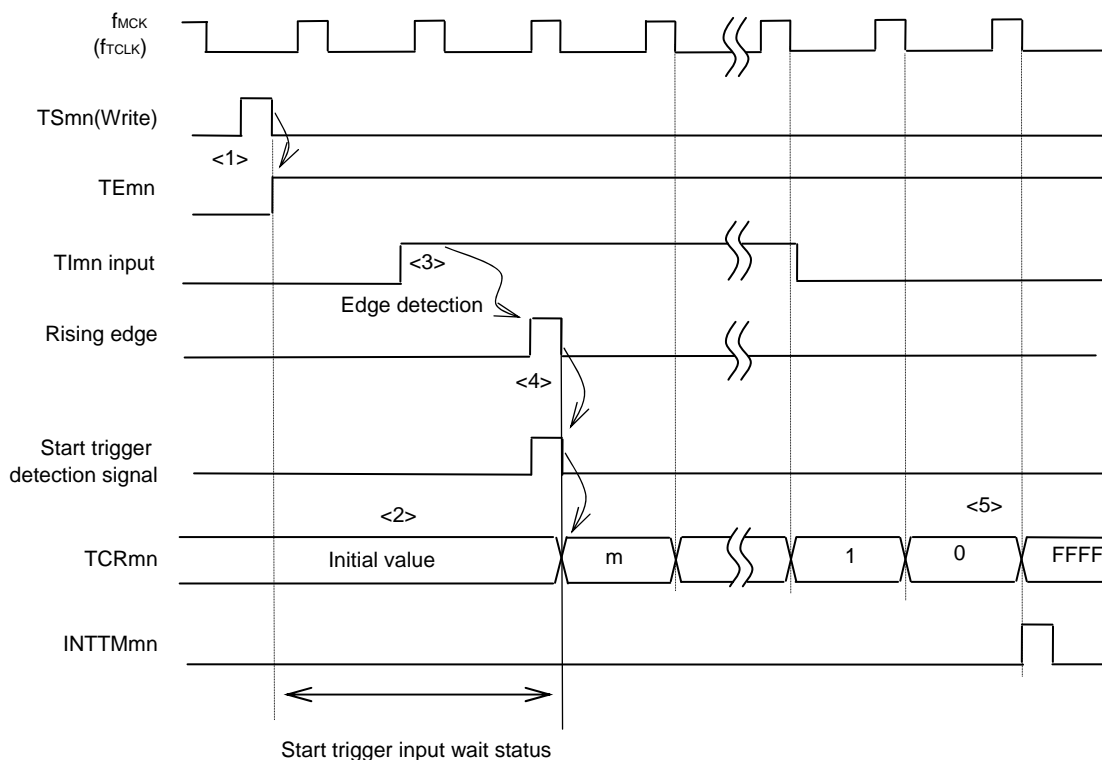 fMCK
(fTCLK)
TSmn(Write)
<1>
TEmn
TImn input
<3>
Edge detection
Rising edge
<4>
Start trigger
detection signal
<2>
<5>
TCRmn
Initial value
m
1
0
FFFF
INTTMmn
Start trigger input wait status